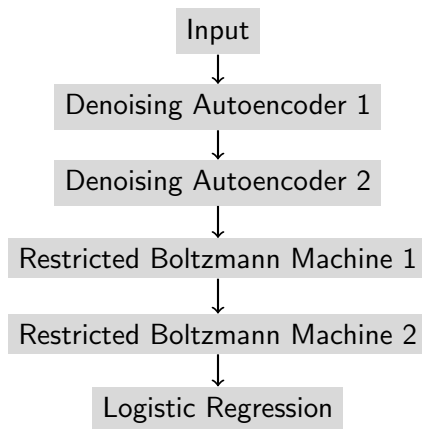 Input
Denoising Autoencoder 1
Denoising Autoencoder 2
Restricted Boltzmann Machine 1
Restricted Boltzmann Machine 2
Logistic Regression